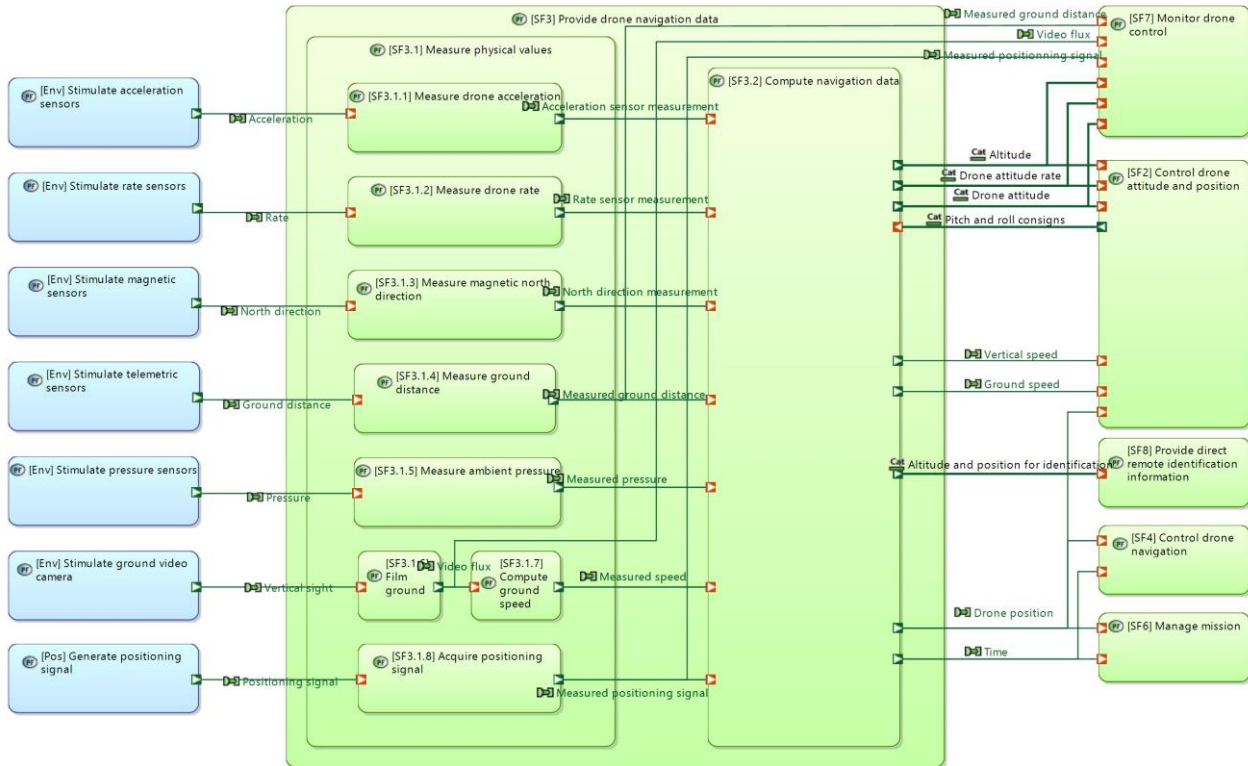 [SF3] Provide drone navigation data
[SF3.1] Measure physical values
[Env] Stimulate acceleration
sensors
Acceleration
[SF3.1.1] Measure drone acceleration
Acceleration sensor measurement
[Env] Stimulate rate sensors
Rate
[SF3.1.2] Measure drone rate
Rate sensor measurement
[Env] Stimulate magnetic
sensors
North direction
[SF3.1.3] Measure magnetic north
direction
North direction measurement
[Env] Stimulate telemetric
sensors
Ground distance
[SF3.1.4] Measure ground
distance
Measured ground distance
[Env] Stimulate pressure sensors
Pressure
[SF3.1.5] Measure ambient pressure
Measured pressure
[Env] Stimulate ground video
camera
Vertical sight
[SF3.1
Film
ground
Video flux
[SF3.1.7]
Compute
ground
speed
Measured speed
[Pos] Generate positioning
signal
Positioning signal
[SF3.1.8] Acquire positioning
signal
Measured positioning signal
[SF3.2] Compute navigation data
Measured ground distance
Video flux
Measured positionning signal
[SF7] Monitor drone
control
Cat Altitude
Cat Drone attitude rate
Cat Drone attitude
Cat Pitch and roll consigns
[SF2] Control drone
attitude and position
Vertical speed
Ground speed
Cat Altitude and position for identification
[SF8] Provide direct
remote identification
information
[SF4] Control drone
navigation
Drone position
Time
[SF6] Manage mission